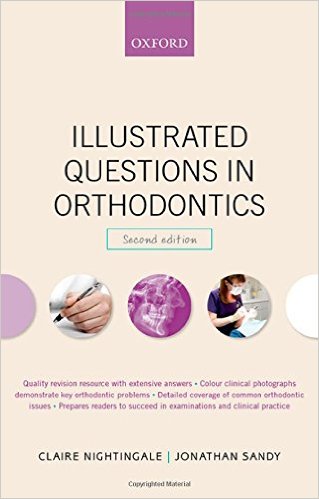 OXFORD
ILLUSTRATED
QUESTIONS IN
ORTHODONTICS
Second edition
Quality revision resource with extensive answers • Colour clinical photographs
demonstrate key orthodontic problems • Detailed coverage of common orthodontic
issues • Prepares readers to succeed in examinations and clinical practice
CLAIRE NIGHTINGALE | JONATHAN SANDY